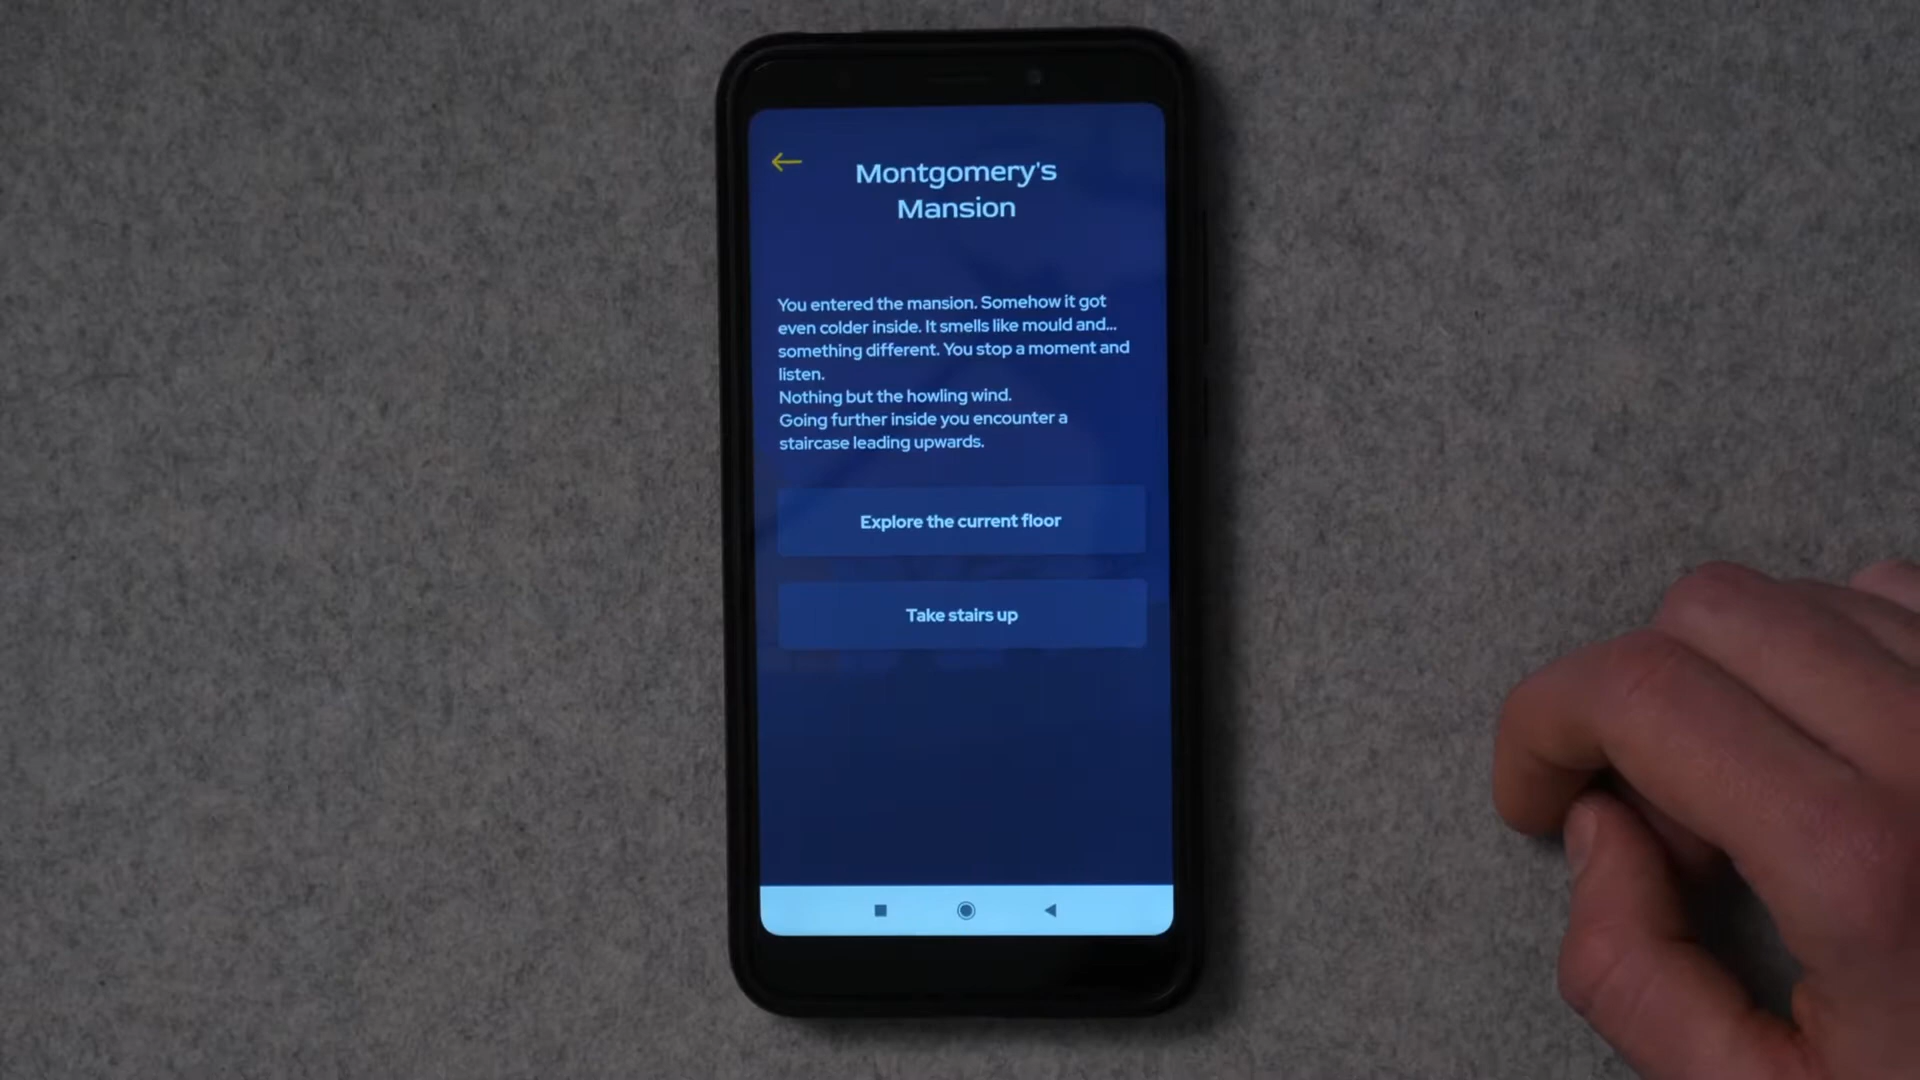 Montgomery's
Mansion
You entered the mansion. Somehow it got
even colder inside. It smells like mould and...
something different. You stop a moment and
listen.
Nothing but the howling wind.
Going further inside you encounter a
staircase leading upwards.
Explore the current floor
Take stairs up